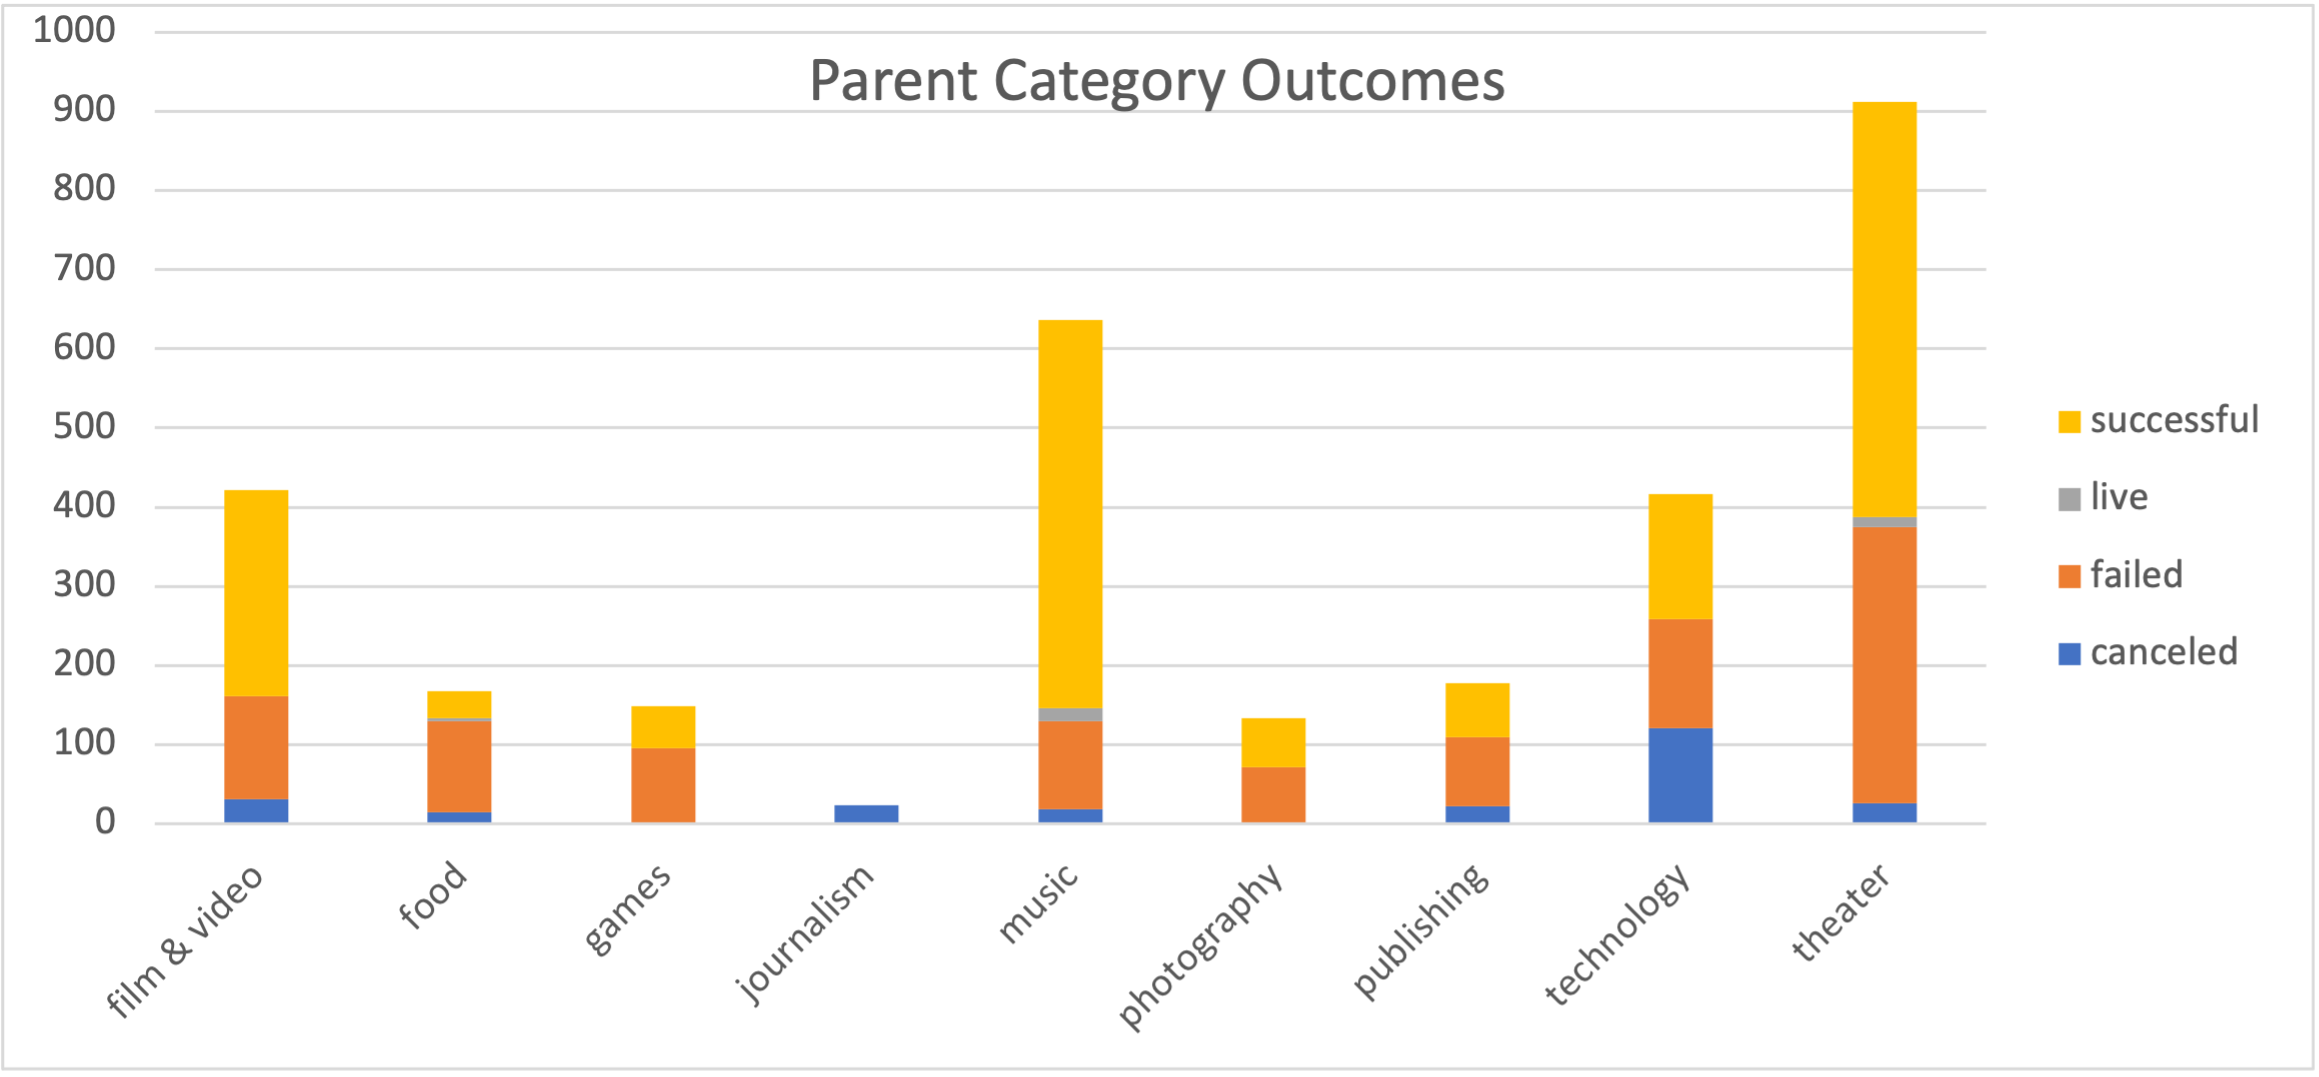 Parent Category Outcomes
1000
900
800
700
600
500
400
300
200
100
0
film & video
food
games
journalism
music
photography
publishing
technology
theater
successful
live
failed
canceled